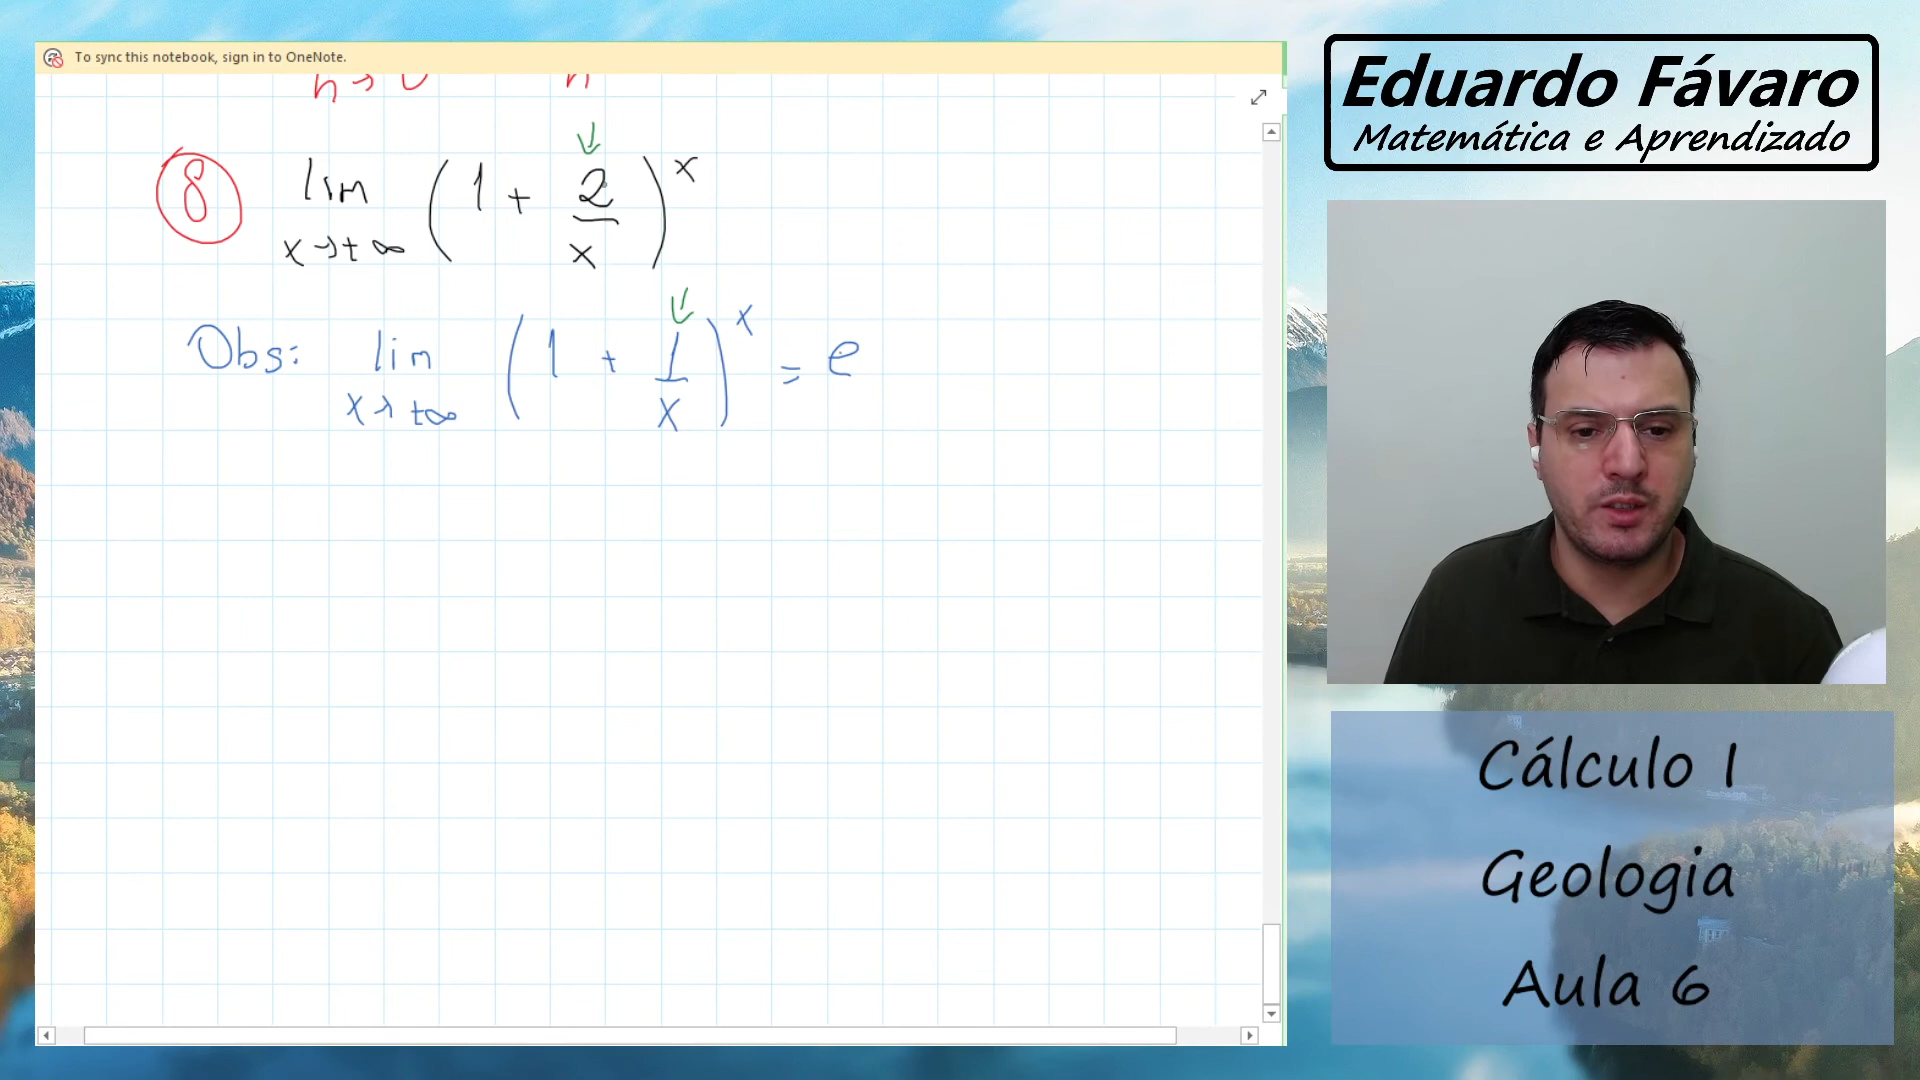 To sync this notebook, sign in to OneNote.
h → 0 h
8 lim x→+∞ (1 + 2/x)^x
Obs: lim x→+∞ (1 + 1/x)^x = e
Eduardo Fávaro
Matemática e Aprendizado
Cálculo I
Geologia
Aula 6